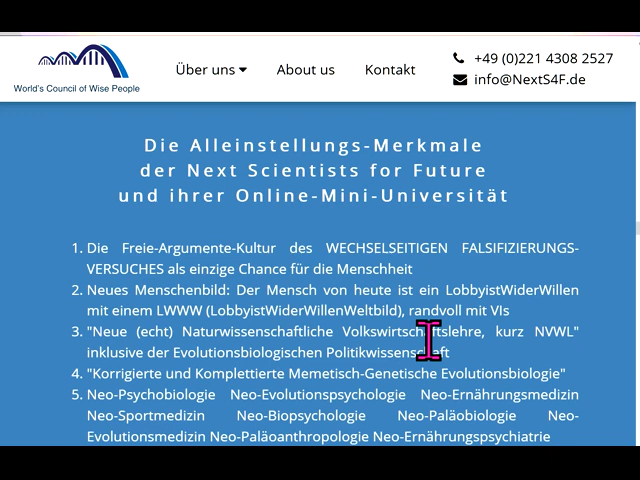 World's Council of Wise People
Über uns
About us
Kontakt
+49 (0)221 4308 2527
info@NextS4F.de
Die Alleinstellungs-Merkmale
der Next Scientists for Future
und ihrer Online-Mini-Universität
1. Die Freie-Argumente-Kultur des WECHSELSEITIGEN FALSIFIZIERUNGS-
VERSUCHES als einzige Chance für die Menschheit
2. Neues Menschenbild: Der Mensch von heute ist ein LobbyistWiderWillen
mit einem LWWW (LobbyistWiderWillenWeltbild), randvoll mit VIs
3. "Neue (echt) Naturwissenschaftliche Volkswirtschaftslehre, kurz NVWL"
inklusive der Evolutionsbiologischen Politikwissenschaft
4. "Korrigierte und Komplettierte Memetisch-Genetische Evolutionsbiologie"
5. Neo-Psychobiologie Neo-Evolutionspsychologie Neo-Ernährungsmedizin
Neo-Sportmedizin Neo-Biopsychologie Neo-Paläobiologie Neo-
Evolutionsmedizin Neo-Paläoanthropologie Neo-Ernährungspsychiatrie